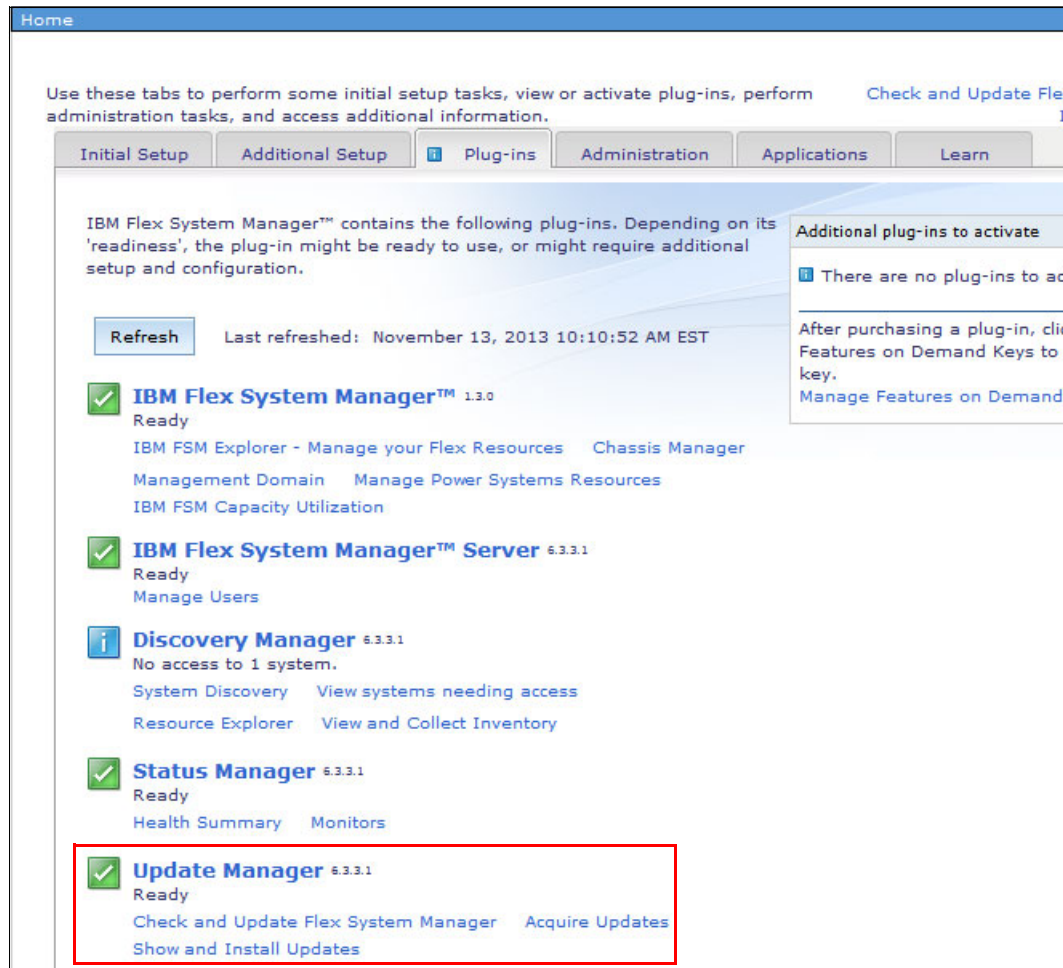 Home
Use these tabs to perform some initial setup tasks, view or activate plug-ins, perform
administration tasks, and access additional information.
Check and Update Fle
Initial Setup
Additional Setup
Plug-ins
Administration
Applications
Learn
IBM Flex System Manager™ contains the following plug-ins. Depending on its
'readiness', the plug-in might be ready to use, or might require additional
setup and configuration.
Refresh
Last refreshed: November 13, 2013 10:10:52 AM EST
IBM Flex System Manager™ 1.3.0
Ready
IBM FSM Explorer - Manage your Flex Resources Chassis Manager
Management Domain Manage Power Systems Resources
IBM FSM Capacity Utilization
IBM Flex System Manager™ Server 6.3.3.1
Ready
Manage Users
Discovery Manager 6.3.3.1
No access to 1 system.
System Discovery View systems needing access
Resource Explorer View and Collect Inventory
Status Manager 6.3.3.1
Ready
Health Summary Monitors
Update Manager 6.3.3.1
Ready
Check and Update Flex System Manager Acquire Updates
Show and Install Updates
Additional plug-ins to activate
There are no plug-ins to ac
After purchasing a plug-in, cli
Features on Demand Keys to
key.
Manage Features on Demand